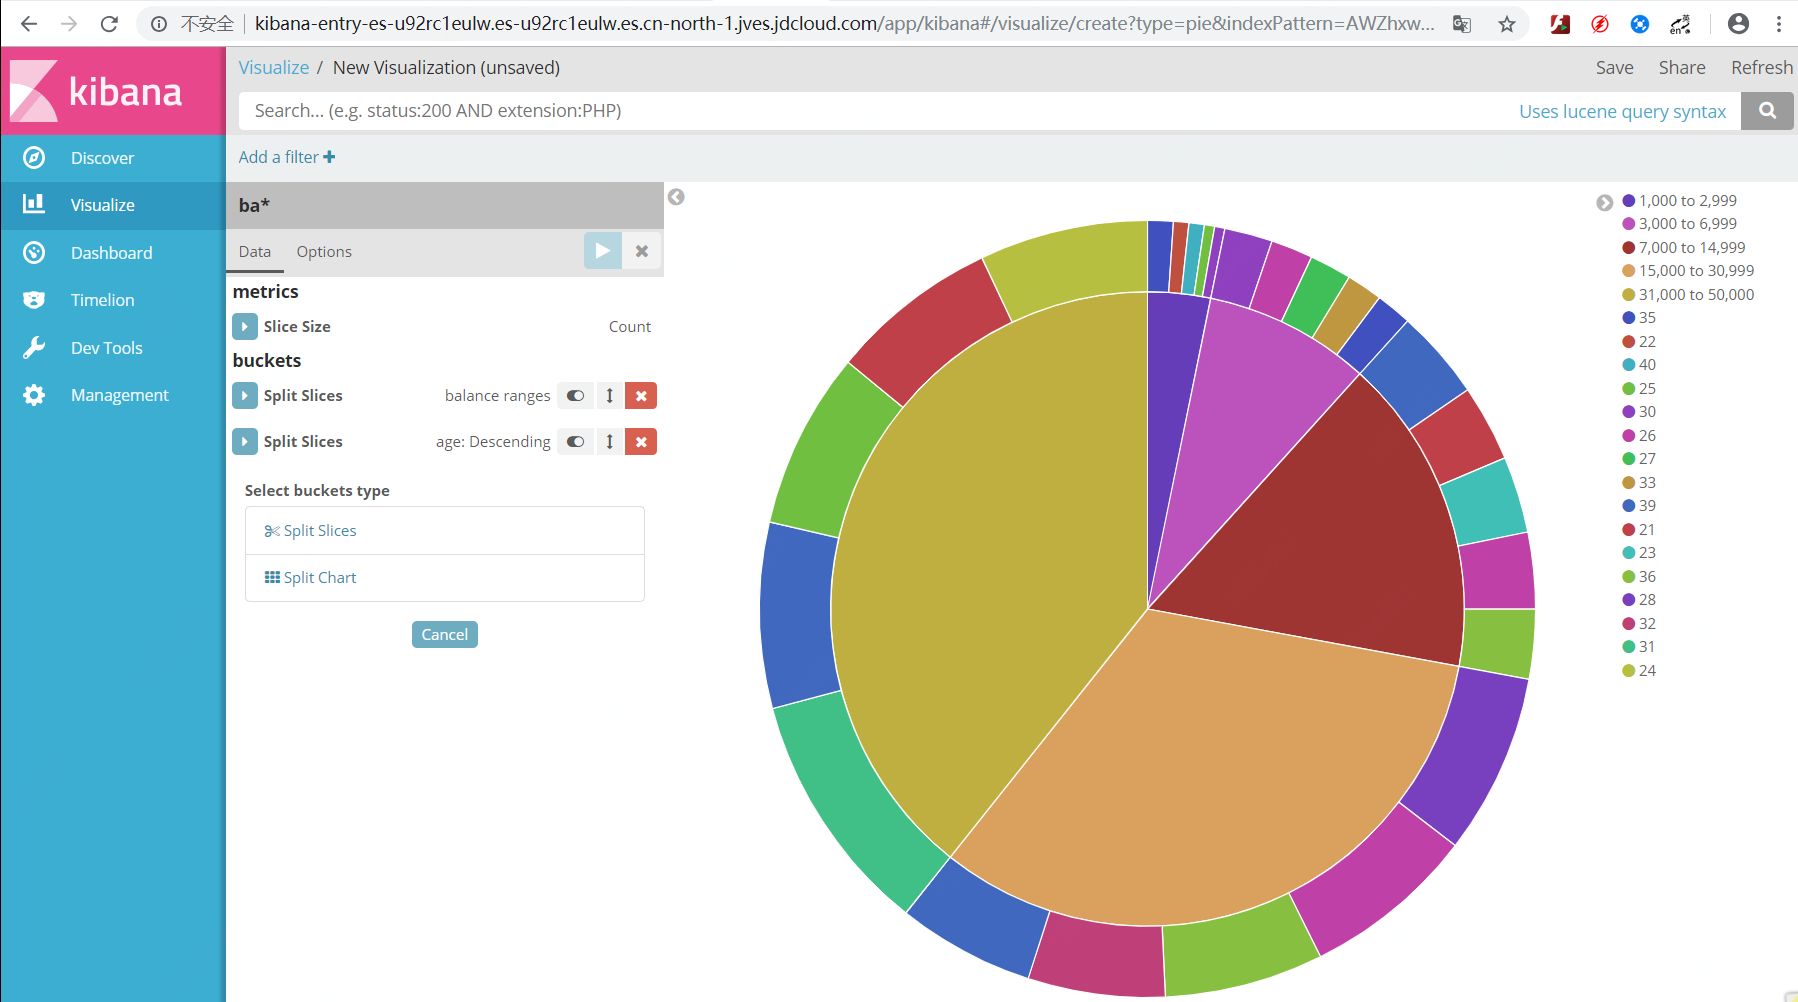 不安全 kibana-entry-es-u92rc1eulw.es-u92rc1eulw.es.cn-north-1.jves.jdcloud.com/app/kibana#/visualize/create?type=pie&indexPattern=AWZhxw...
kibana
Visualize / New Visualization (unsaved)
Save Share Refresh
Search... (e.g. status:200 AND extension:PHP)
Uses lucene query syntax
Add a filter
Discover
Visualize
Dashboard
Timelion
Dev Tools
Management
ba*
Data Options
metrics
Slice Size Count
buckets
Split Slices balance ranges
Split Slices age: Descending
Select buckets type
Split Slices
Split Chart
Cancel
1,000 to 2,999
3,000 to 6,999
7,000 to 14,999
15,000 to 30,999
31,000 to 50,000
35
22
40
25
30
26
27
33
39
21
23
36
28
32
31
24